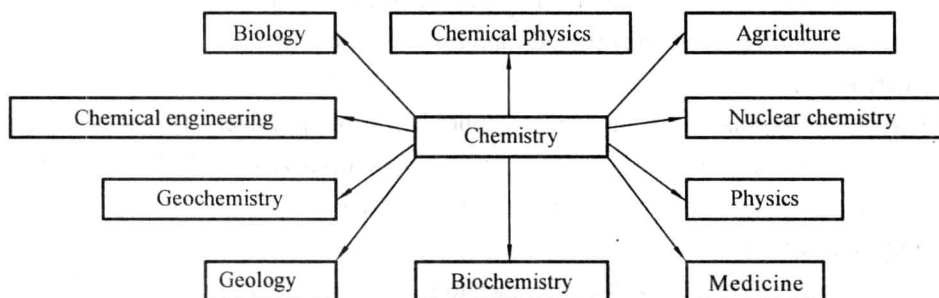 Biology
Chemical physics
Agriculture
Chemical engineering
Chemistry
Nuclear chemistry
Geochemistry
Physics
Geology
Biochemistry
Medicine